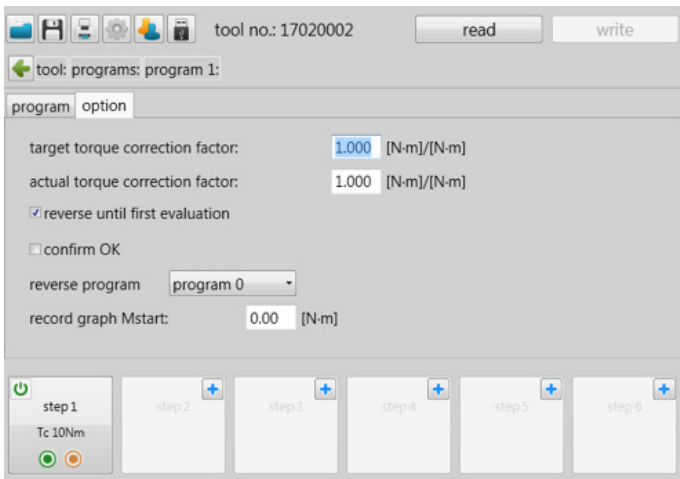 tool no.: 17020002 read write
tool: programs: program 1:
program option
target torque correction factor: 1.000 [N·m]/[N·m]
actual torque correction factor: 1.000 [N·m]/[N·m]
reverse until first evaluation
confirm OK
reverse program program 0
record graph Mstart: 0.00 [N·m]
step 1 step 2 step 3 step 4 step 5 step 6
Tc 10Nm